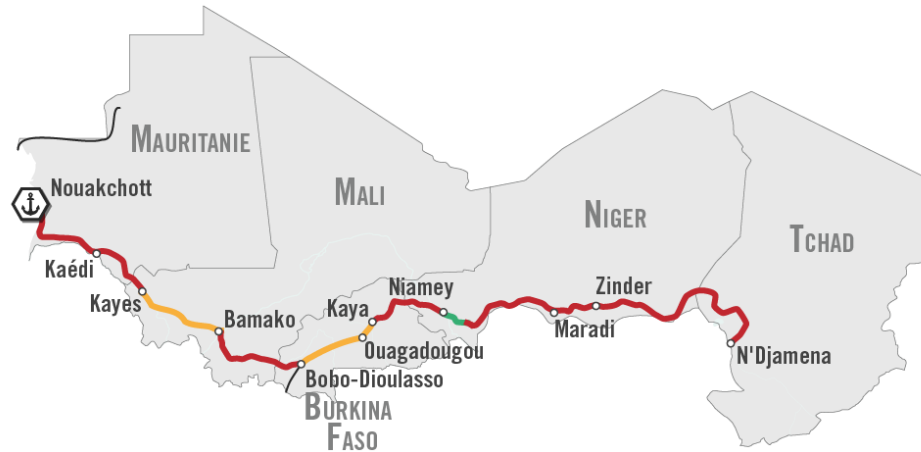 MAURITANIE
Nouakchott
MALI
NIGER
TCHAD
Kaédi
Kayes
Bamako
Kaya
Niamey
Zinder
Maradi
Ouagadougou
N'Djamena
Bobo-Dioulasso
BURKINA
FASO